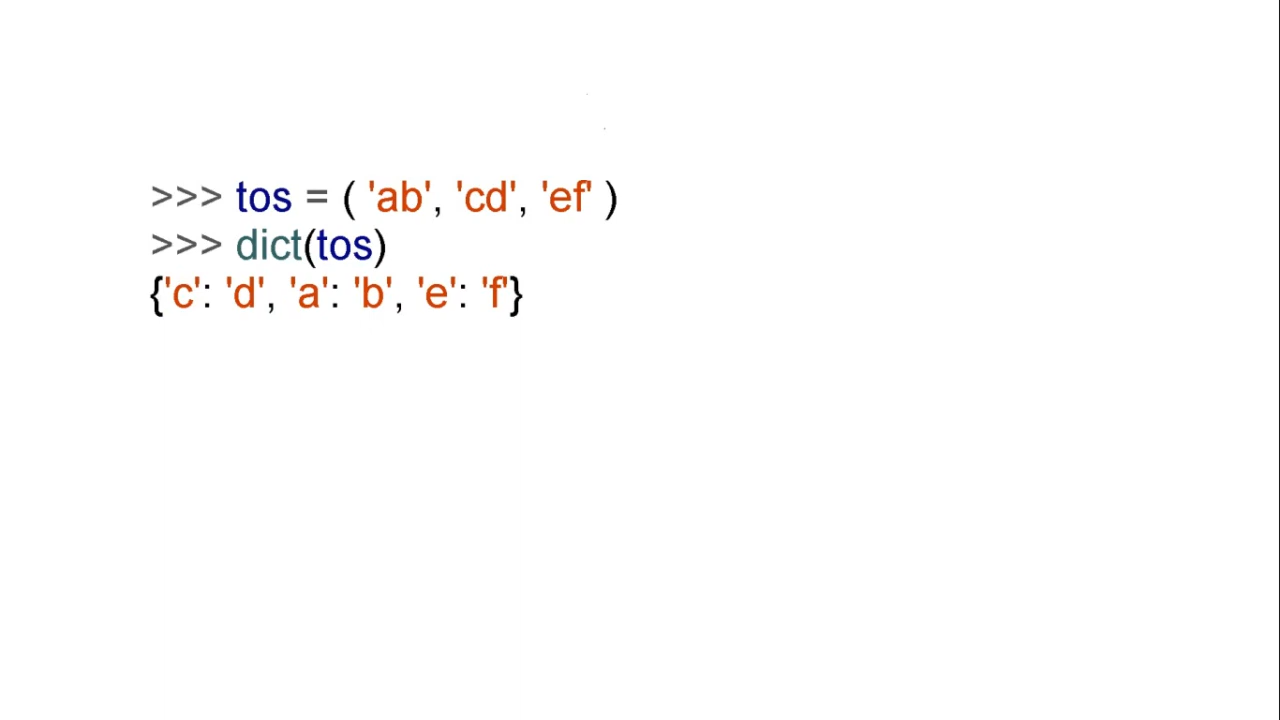 >>> tos = ( 'ab', 'cd', 'ef' )
>>> dict(tos)
{'c': 'd', 'a': 'b', 'e': 'f'}